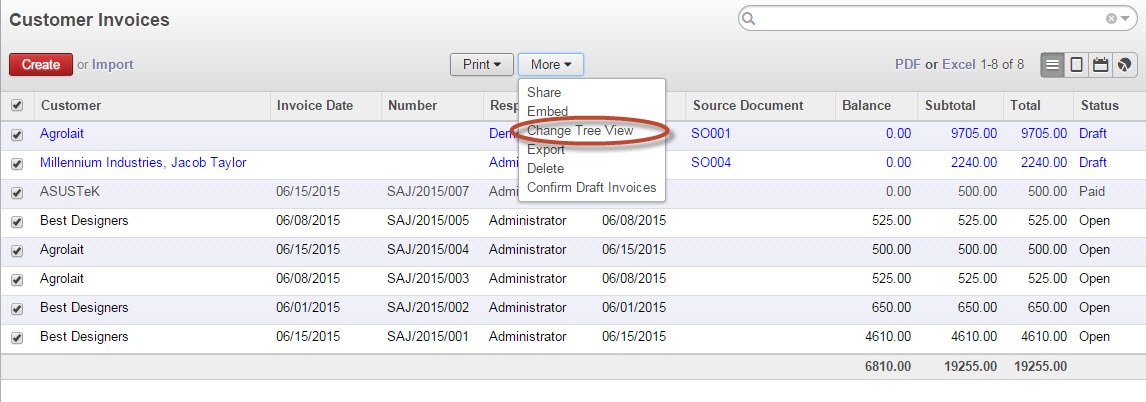 Customer Invoices
Create or Import Print More PDF or Excel 1-8 of 8
Share
Embed
Change Tree View
Export
Delete
Confirm Draft Invoices
Customer Invoice Date Number Resp Source Document Balance Subtotal Total Status
Agrolait Dem SO001 0.00 9705.00 9705.00 Draft
Millennium Industries, Jacob Taylor Admi SO004 0.00 2240.00 2240.00 Draft
ASUSTeK 06/15/2015 SAJ/2015/007 Admi 0.00 500.00 500.00 Paid
Best Designers 06/08/2015 SAJ/2015/005 Administrator 06/08/2015 525.00 525.00 525.00 Open
Agrolait 06/15/2015 SAJ/2015/004 Administrator 06/15/2015 500.00 500.00 500.00 Open
Agrolait 06/08/2015 SAJ/2015/003 Administrator 06/08/2015 525.00 525.00 525.00 Open
Best Designers 06/01/2015 SAJ/2015/002 Administrator 06/01/2015 650.00 650.00 650.00 Open
Best Designers 06/15/2015 SAJ/2015/001 Administrator 06/15/2015 4610.00 4610.00 4610.00 Open
6810.00 19255.00 19255.00